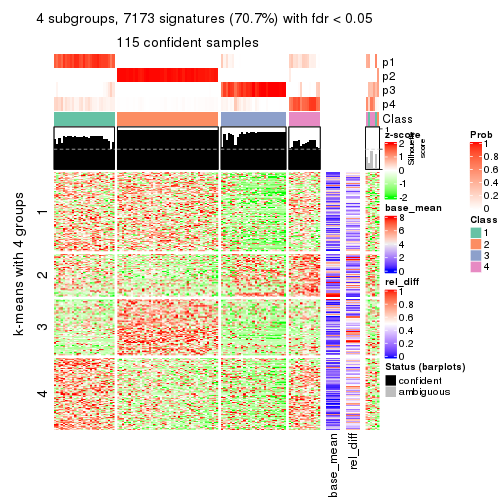 4 subgroups, 7173 signatures (70.7%) with fdr < 0.05
115 confident samples
p1
p2
p3
p4
Class
1
Silhouette
score
k-means with 4 groups
1
2
3
4
base_mean
rel_diff
z-score
2
1
0
-1
-2
base_mean
8
6
4
2
0
rel_diff
1
0.8
0.6
0.4
0.2
0
Status (barplots)
confident
ambiguous
Prob
1
0.8
0.6
0.4
0.2
0
Class
1
2
3
4